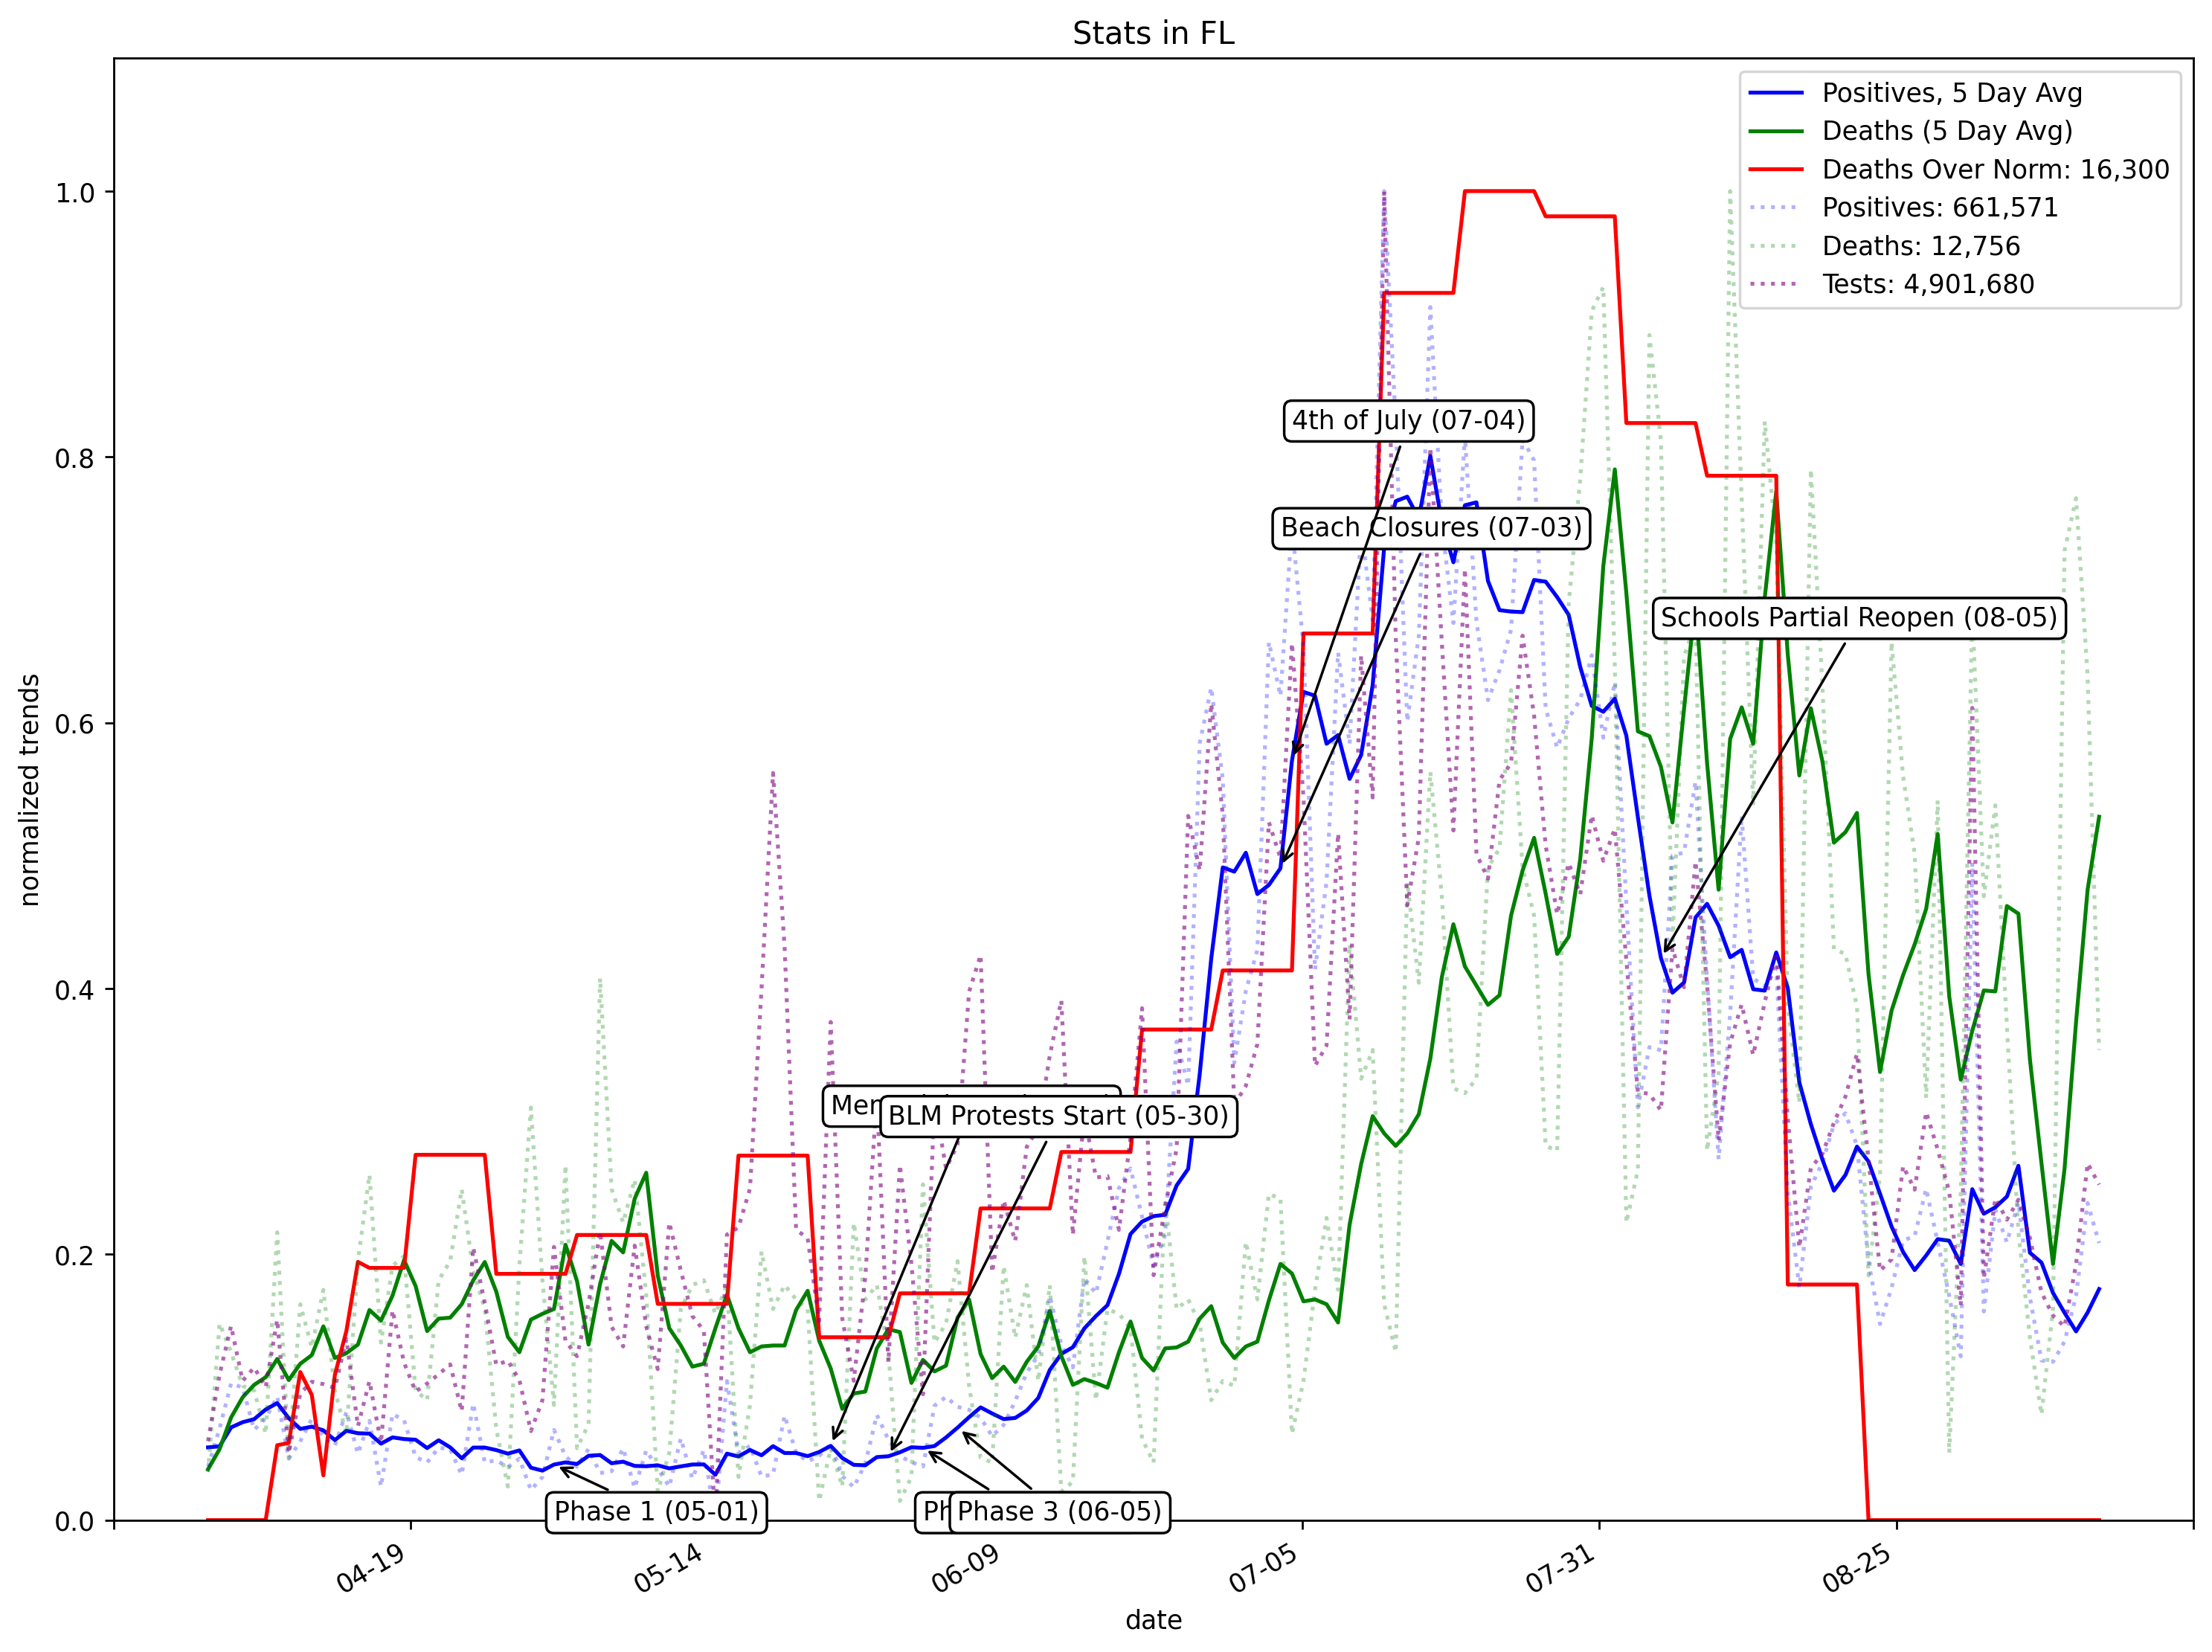 Stats in FL
Positives, 5 Day Avg
Deaths (5 Day Avg)
Deaths Over Norm: 16,300
Positives: 661,571
Deaths: 12,756
Tests: 4,901,680
1.0
0.8
0.6
0.4
0.2
0.0
normalized trends
4th of July (07-04)
Beach Closures (07-03)
Schools Partial Reopen (08-05)
BLM Protests Start (05-30)
Phase 1 (05-01)
Phase 3 (06-05)
04-19
05-14
06-09
07-05
07-31
08-25
date